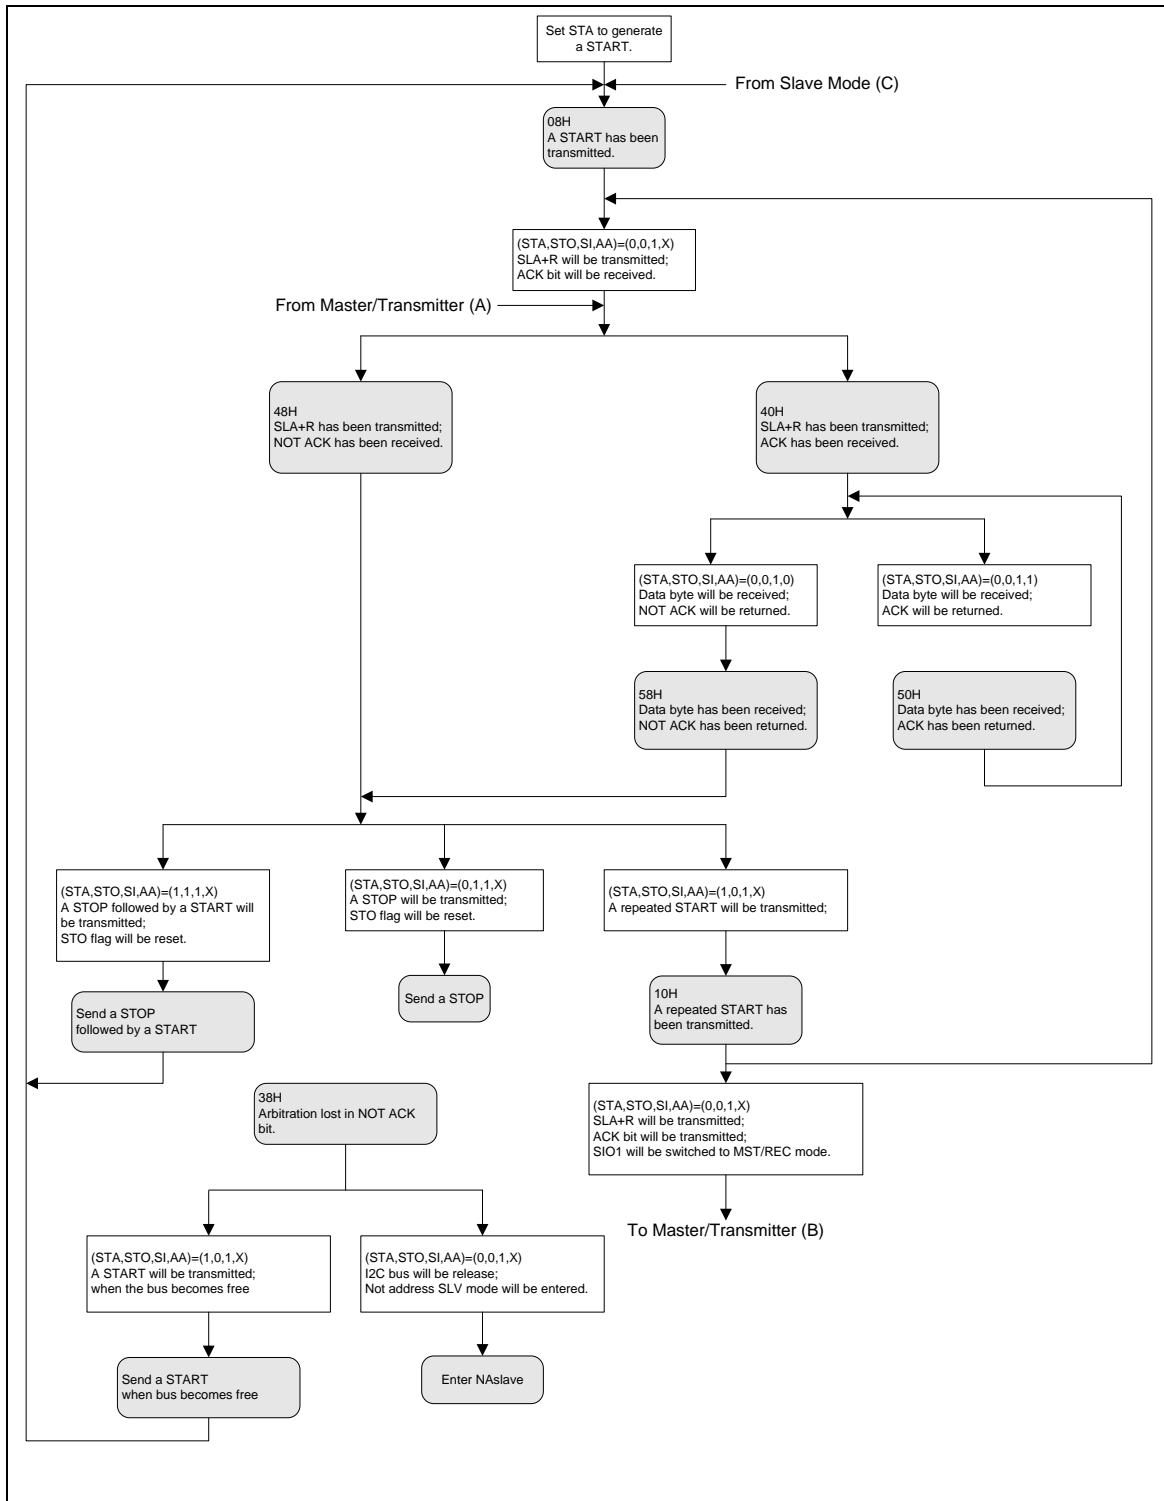 Set STA to generate
a START.
From Slave Mode (C)
08H
A START has been
transmitted.
(STA,STO,SI,AA)=(0,0,1,X)
SLA+R will be transmitted;
ACK bit will be received.
From Master/Transmitter (A)
48H
SLA+R has been transmitted;
NOT ACK has been received.
40H
SLA+R has been transmitted;
ACK has been received.
(STA,STO,SI,AA)=(0,0,1,0)
Data byte will be received;
NOT ACK will be returned.
(STA,STO,SI,AA)=(0,0,1,1)
Data byte will be received;
ACK will be returned.
58H
Data byte has been received;
NOT ACK has been returned.
50H
Data byte has been received;
ACK has been returned.
(STA,STO,SI,AA)=(1,1,1,X)
A STOP followed by a START will
be transmitted;
STO flag will be reset.
(STA,STO,SI,AA)=(0,1,1,X)
A STOP will be transmitted;
STO flag will be reset.
(STA,STO,SI,AA)=(1,0,1,X)
A repeated START will be transmitted;
Send a STOP
followed by a START
Send a STOP
10H
A repeated START has
been transmitted.
38H
Arbitration lost in NOT ACK
bit.
(STA,STO,SI,AA)=(0,0,1,X)
SLA+R will be transmitted;
ACK bit will be transmitted;
SIO1 will be switched to MST/REC mode.
To Master/Transmitter (B)
(STA,STO,SI,AA)=(1,0,1,X)
A START will be transmitted;
when the bus becomes free
(STA,STO,SI,AA)=(0,0,1,X)
I2C bus will be release;
Not address SLV mode will be entered.
Send a START
when bus becomes free
Enter NAslave